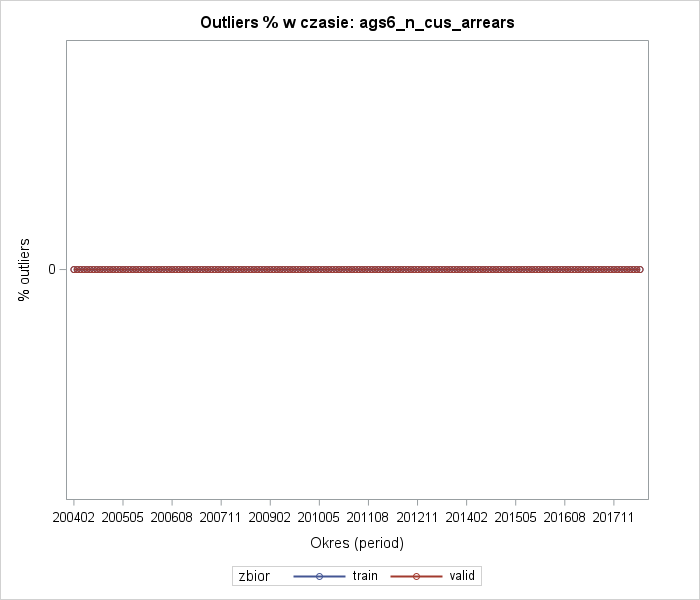 Outliers % w czasie: ags6_n_cus_arrears
% outliers
0
200402 200505 200608 200711 200902 201005 201108 201211 201402 201505 201608 201711
Okres (period)
zbior train valid